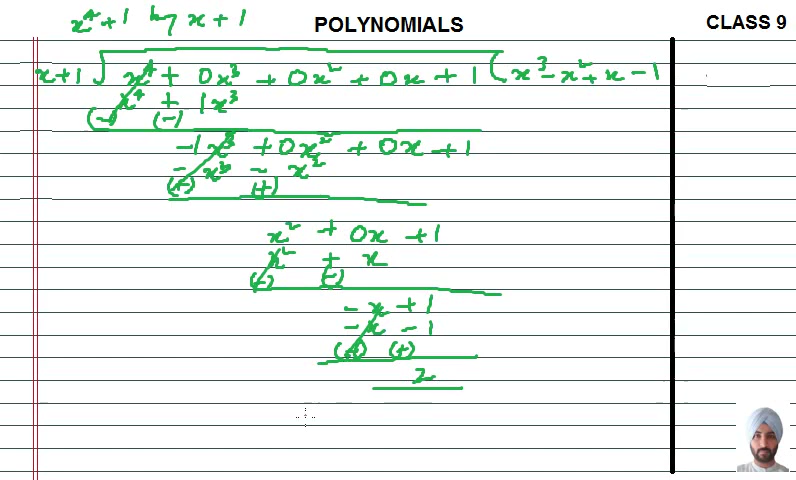 x⁴+1 by x+1
POLYNOMIALS
CLASS 9
x+1 ) x⁴ + 0x³ + 0x² + 0x + 1 ( x³ - x² + x - 1
x⁴ + 1x³
(-) (-)
-1x³ + 0x² + 0x + 1
- x³ - x²
(+) (+)
x² + 0x + 1
x² + x
(-) (-)
- x + 1
- x - 1
(+) (+)
2